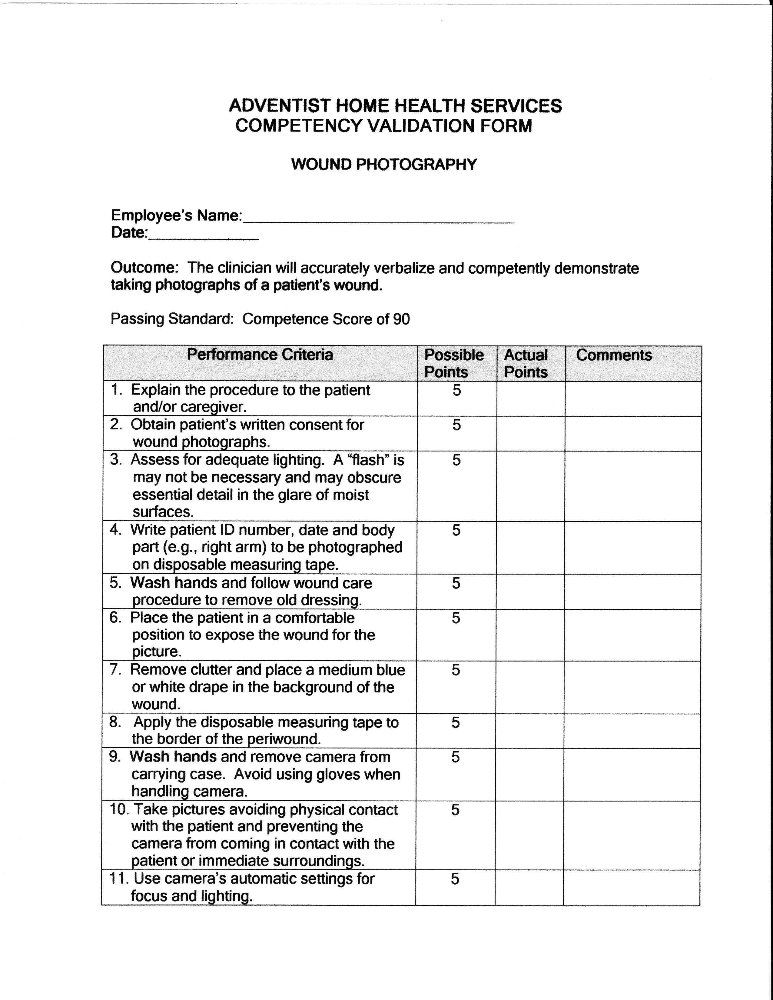 ADVENTIST HOME HEALTH SERVICES
COMPETENCY VALIDATION FORM
WOUND PHOTOGRAPHY
Employee's Name:____________________
Date:__________
Outcome: The clinician will accurately verbalize and competently demonstrate
taking photographs of a patient's wound.
Passing Standard: Competence Score of 90
Performance Criteria Possible Points Actual Points Comments
1. Explain the procedure to the patient 5
and/or caregiver.
2. Obtain patient's written consent for 5
wound photographs.
3. Assess for adequate lighting. A “flash” is 5
may not be necessary and may obscure
essential detail in the glare of moist
surfaces.
4. Write patient ID number, date and body 5
part (e.g., right arm) to be photographed
on disposable measuring tape.
5. Wash hands and follow wound care 5
procedure to remove old dressing.
6. Place the patient in a comfortable 5
position to expose the wound for the
picture.
7. Remove clutter and place a medium blue 5
or white drape in the background of the
wound.
8. Apply the disposable measuring tape to 5
the border of the periwound.
9. Wash hands and remove camera from 5
carrying case. Avoid using gloves when
handling camera.
10. Take pictures avoiding physical contact 5
with the patient and preventing the
camera from coming in contact with the
patient or immediate surroundings.
11. Use camera's automatic settings for 5
focus and lighting.